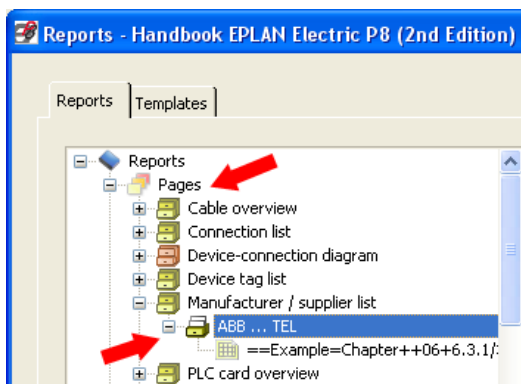 Reports - Handbook EPLAN Electric P8 (2nd Edition)
Reports Templates
Reports
Pages
Cable overview
Connection list
Device-connection diagram
Device tag list
Manufacturer / supplier list
ABB ... TEL
==Example=Chapter++06+6.3.1/
PLC card overview